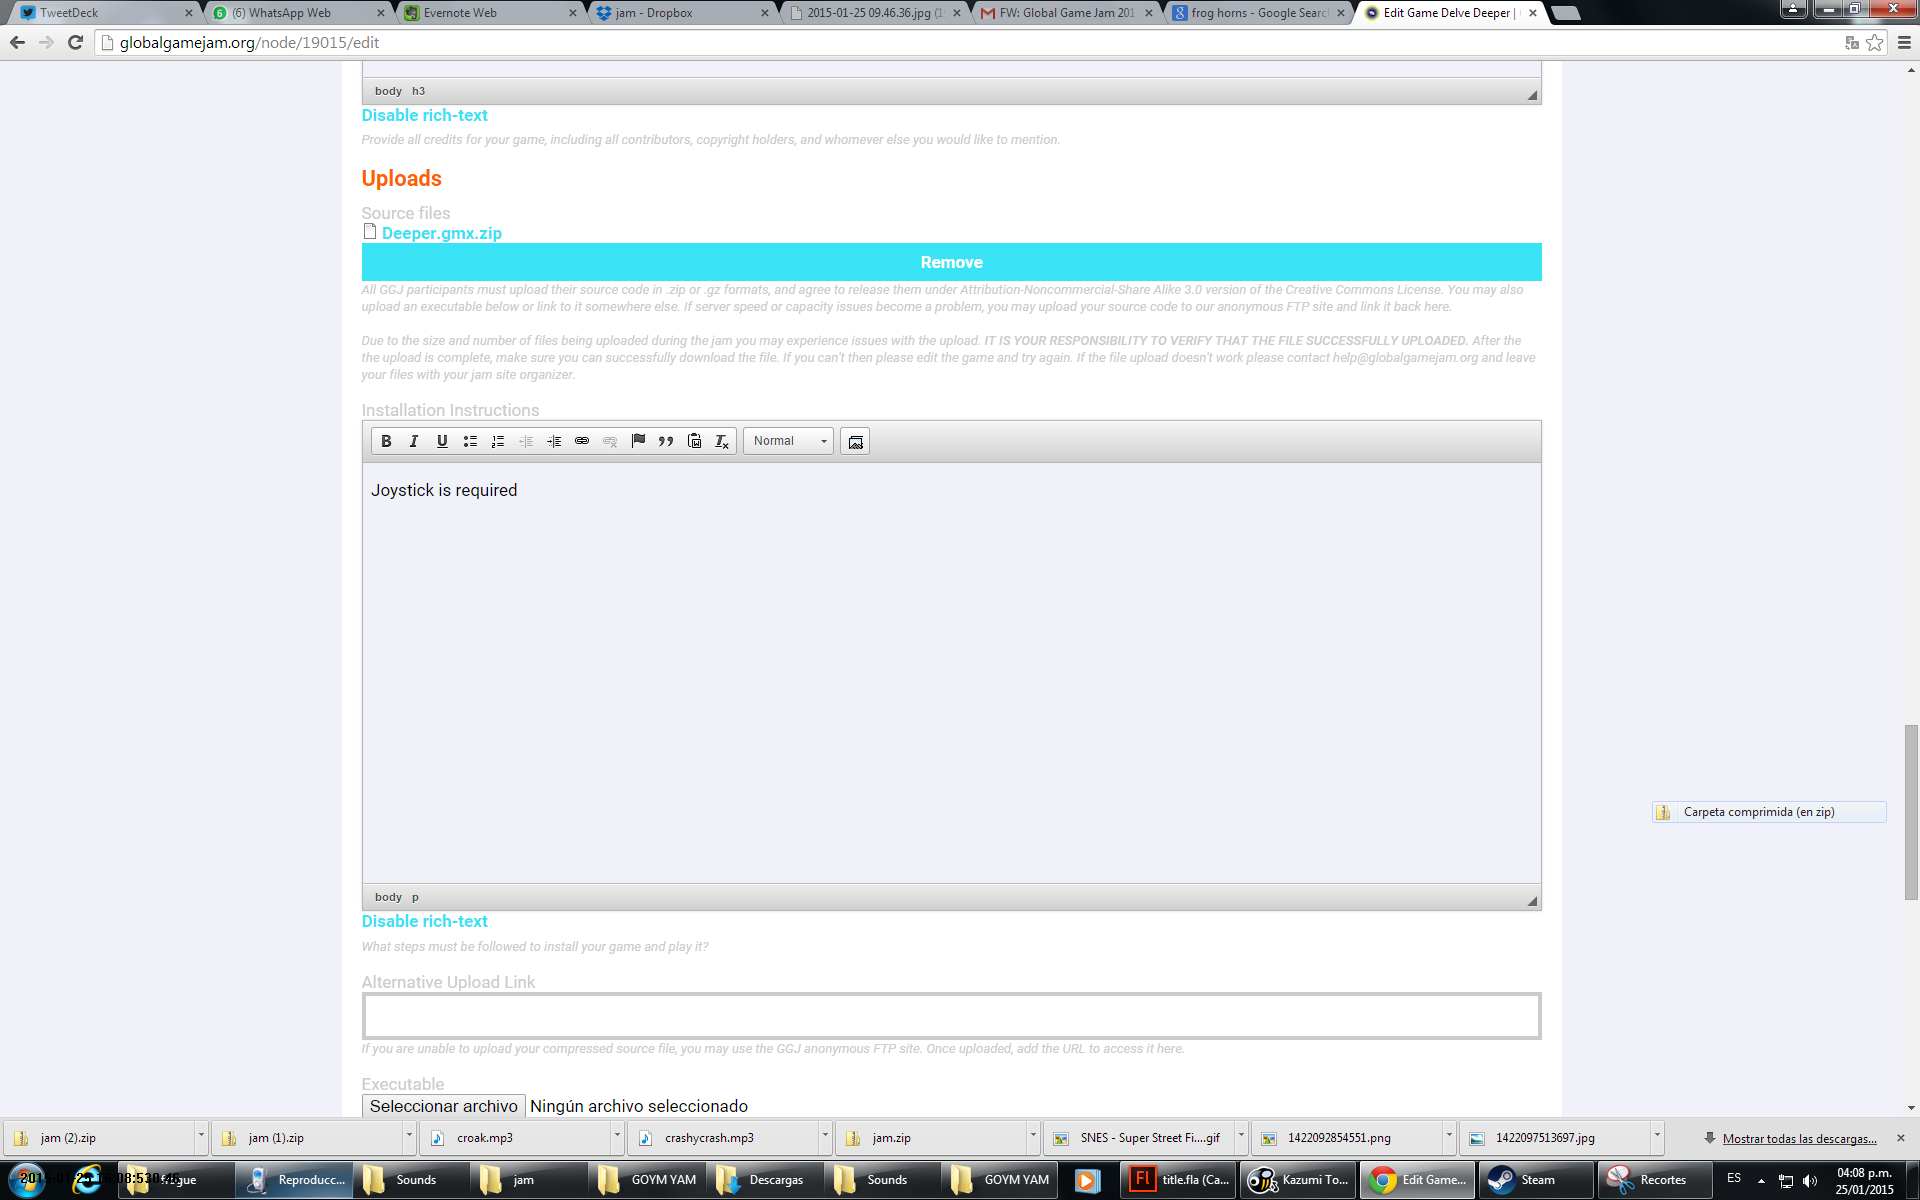 TweetDeck
(6) WhatsApp Web
Evernote Web
jam - Dropbox
2015-01-25 09.46.36.jpg (1
FW: Global Game Jam 201
frog horns - Google Searc
Edit Game Delve Deeper |
globalgamejam.org/node/19015/edit
body h3
Disable rich-text
Provide all credits for your game, including all contributors, copyright holders, and whomever else you would like to mention.
Uploads
Source files
Deeper.gmx.zip
Remove
All GGJ participants must upload their source code in .zip or .gz formats, and agree to release them under Attribution-Noncommercial-Share Alike 3.0 version of the Creative Commons License. You may also
upload an executable below or link to it somewhere else. If server speed or capacity issues become a problem, you may upload your source code to our anonymous FTP site and link it back here.
Due to the size and number of files being uploaded during the jam you may experience issues with the upload. IT IS YOUR RESPONSIBILITY TO VERIFY THAT THE FILE SUCCESSFULLY UPLOADED. After the
the upload is complete, make sure you can successfully download the file. If you can't then please edit the game and try again. If the file upload doesn't work please contact help@globalgamejam.org and leave
your files with your jam site organizer.
Installation Instructions
B I U Normal
Joystick is required
body p
Disable rich-text
What steps must be followed to install your game and play it?
Carpeta comprimida (en zip)
Alternative Upload Link
If you are unable to upload your compressed source file, you may use the GGJ anonymous FTP site. Once uploaded, add the URL to access it here.
Executable
Seleccionar archivo Ningún archivo seleccionado
jam (2).zip
jam (1).zip
croak.mp3
crashycrash.mp3
jam.zip
SNES - Super Street Fi....gif
1422092854551.png
1422097513697.jpg
Mostrar todas las descargas...
Reproducc...
Sounds
jam
GOYM YAM
Descargas
Sounds
GOYM YAM
title.fla (Ca...
Kazumi To...
Edit Game...
Steam
Recortes
ES
04:08 p.m.
25/01/2015